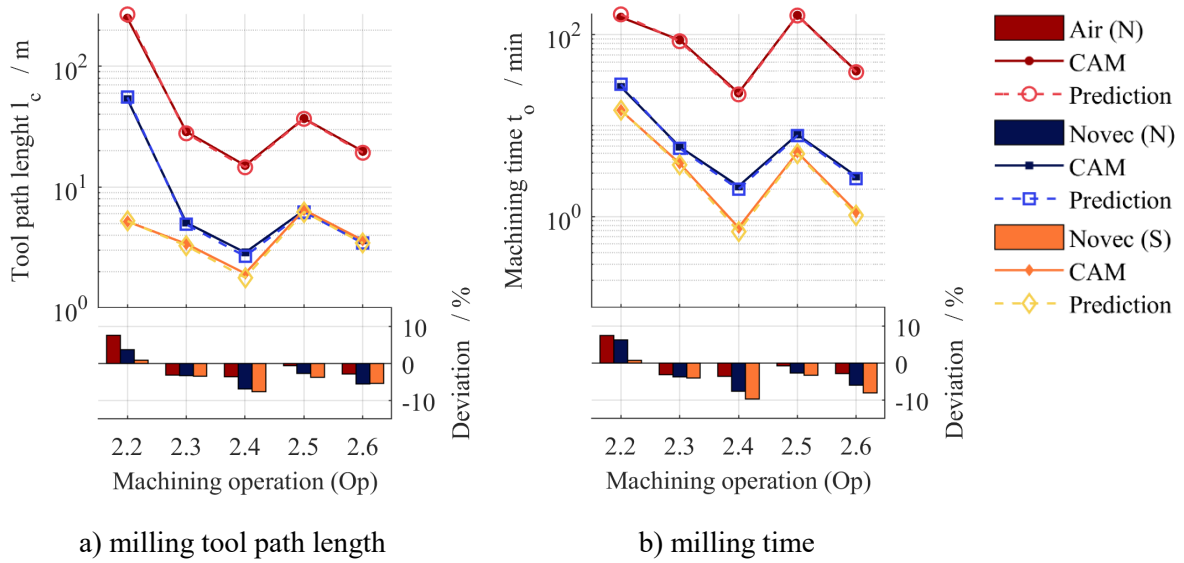 Tool path lenght l_c / m
10^2
10^1
10^0
Deviation / %
10
0
-10
2.2 2.3 2.4 2.5 2.6
Machining operation (Op)
a) milling tool path length
Machining time t_o / min
10^2
10^0
Deviation / %
10
0
-10
2.2 2.3 2.4 2.5 2.6
Machining operation (Op)
b) milling time
Air (N)
CAM
Prediction
Novec (N)
CAM
Prediction
Novec (S)
CAM
Prediction